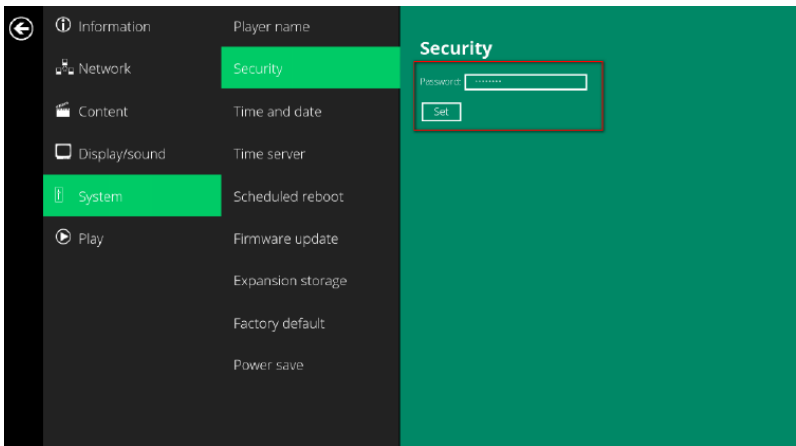 Information
Network
Content
Display/sound
System
Play
Player name
Security
Time and date
Time server
Scheduled reboot
Firmware update
Expansion storage
Factory default
Power save
Security
Password: ········
Set